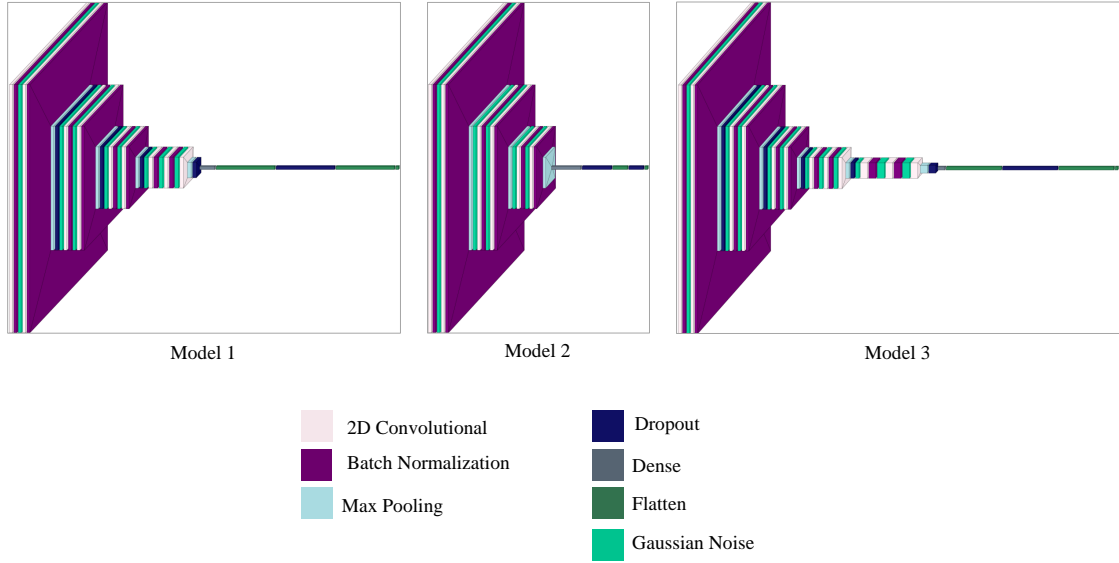 Model 1
Model 2
Model 3
2D Convolutional
Batch Normalization
Max Pooling
Dropout
Dense
Flatten
Gaussian Noise